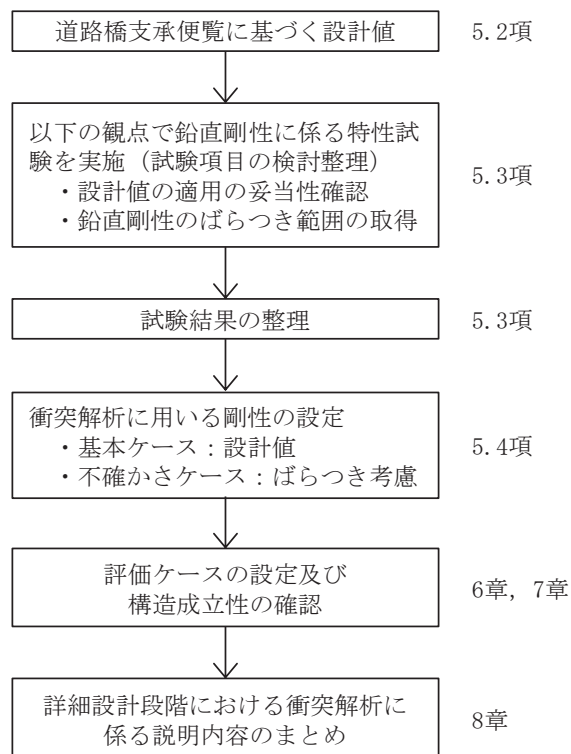 道路橋支承便覧に基づく設計値
5.2項
以下の観点で鉛直剛性に係る特性試
験を実施（試験項目の検討整理）
・設計値の適用の妥当性確認
・鉛直剛性のばらつき範囲の取得
5.3項
試験結果の整理
5.3項
衝突解析に用いる剛性の設定
・基本ケース：設計値
・不確かさケース：ばらつき考慮
5.4項
評価ケースの設定及び
構造成立性の確認
6章，7章
詳細設計段階における衝突解析に
係る説明内容のまとめ
8章